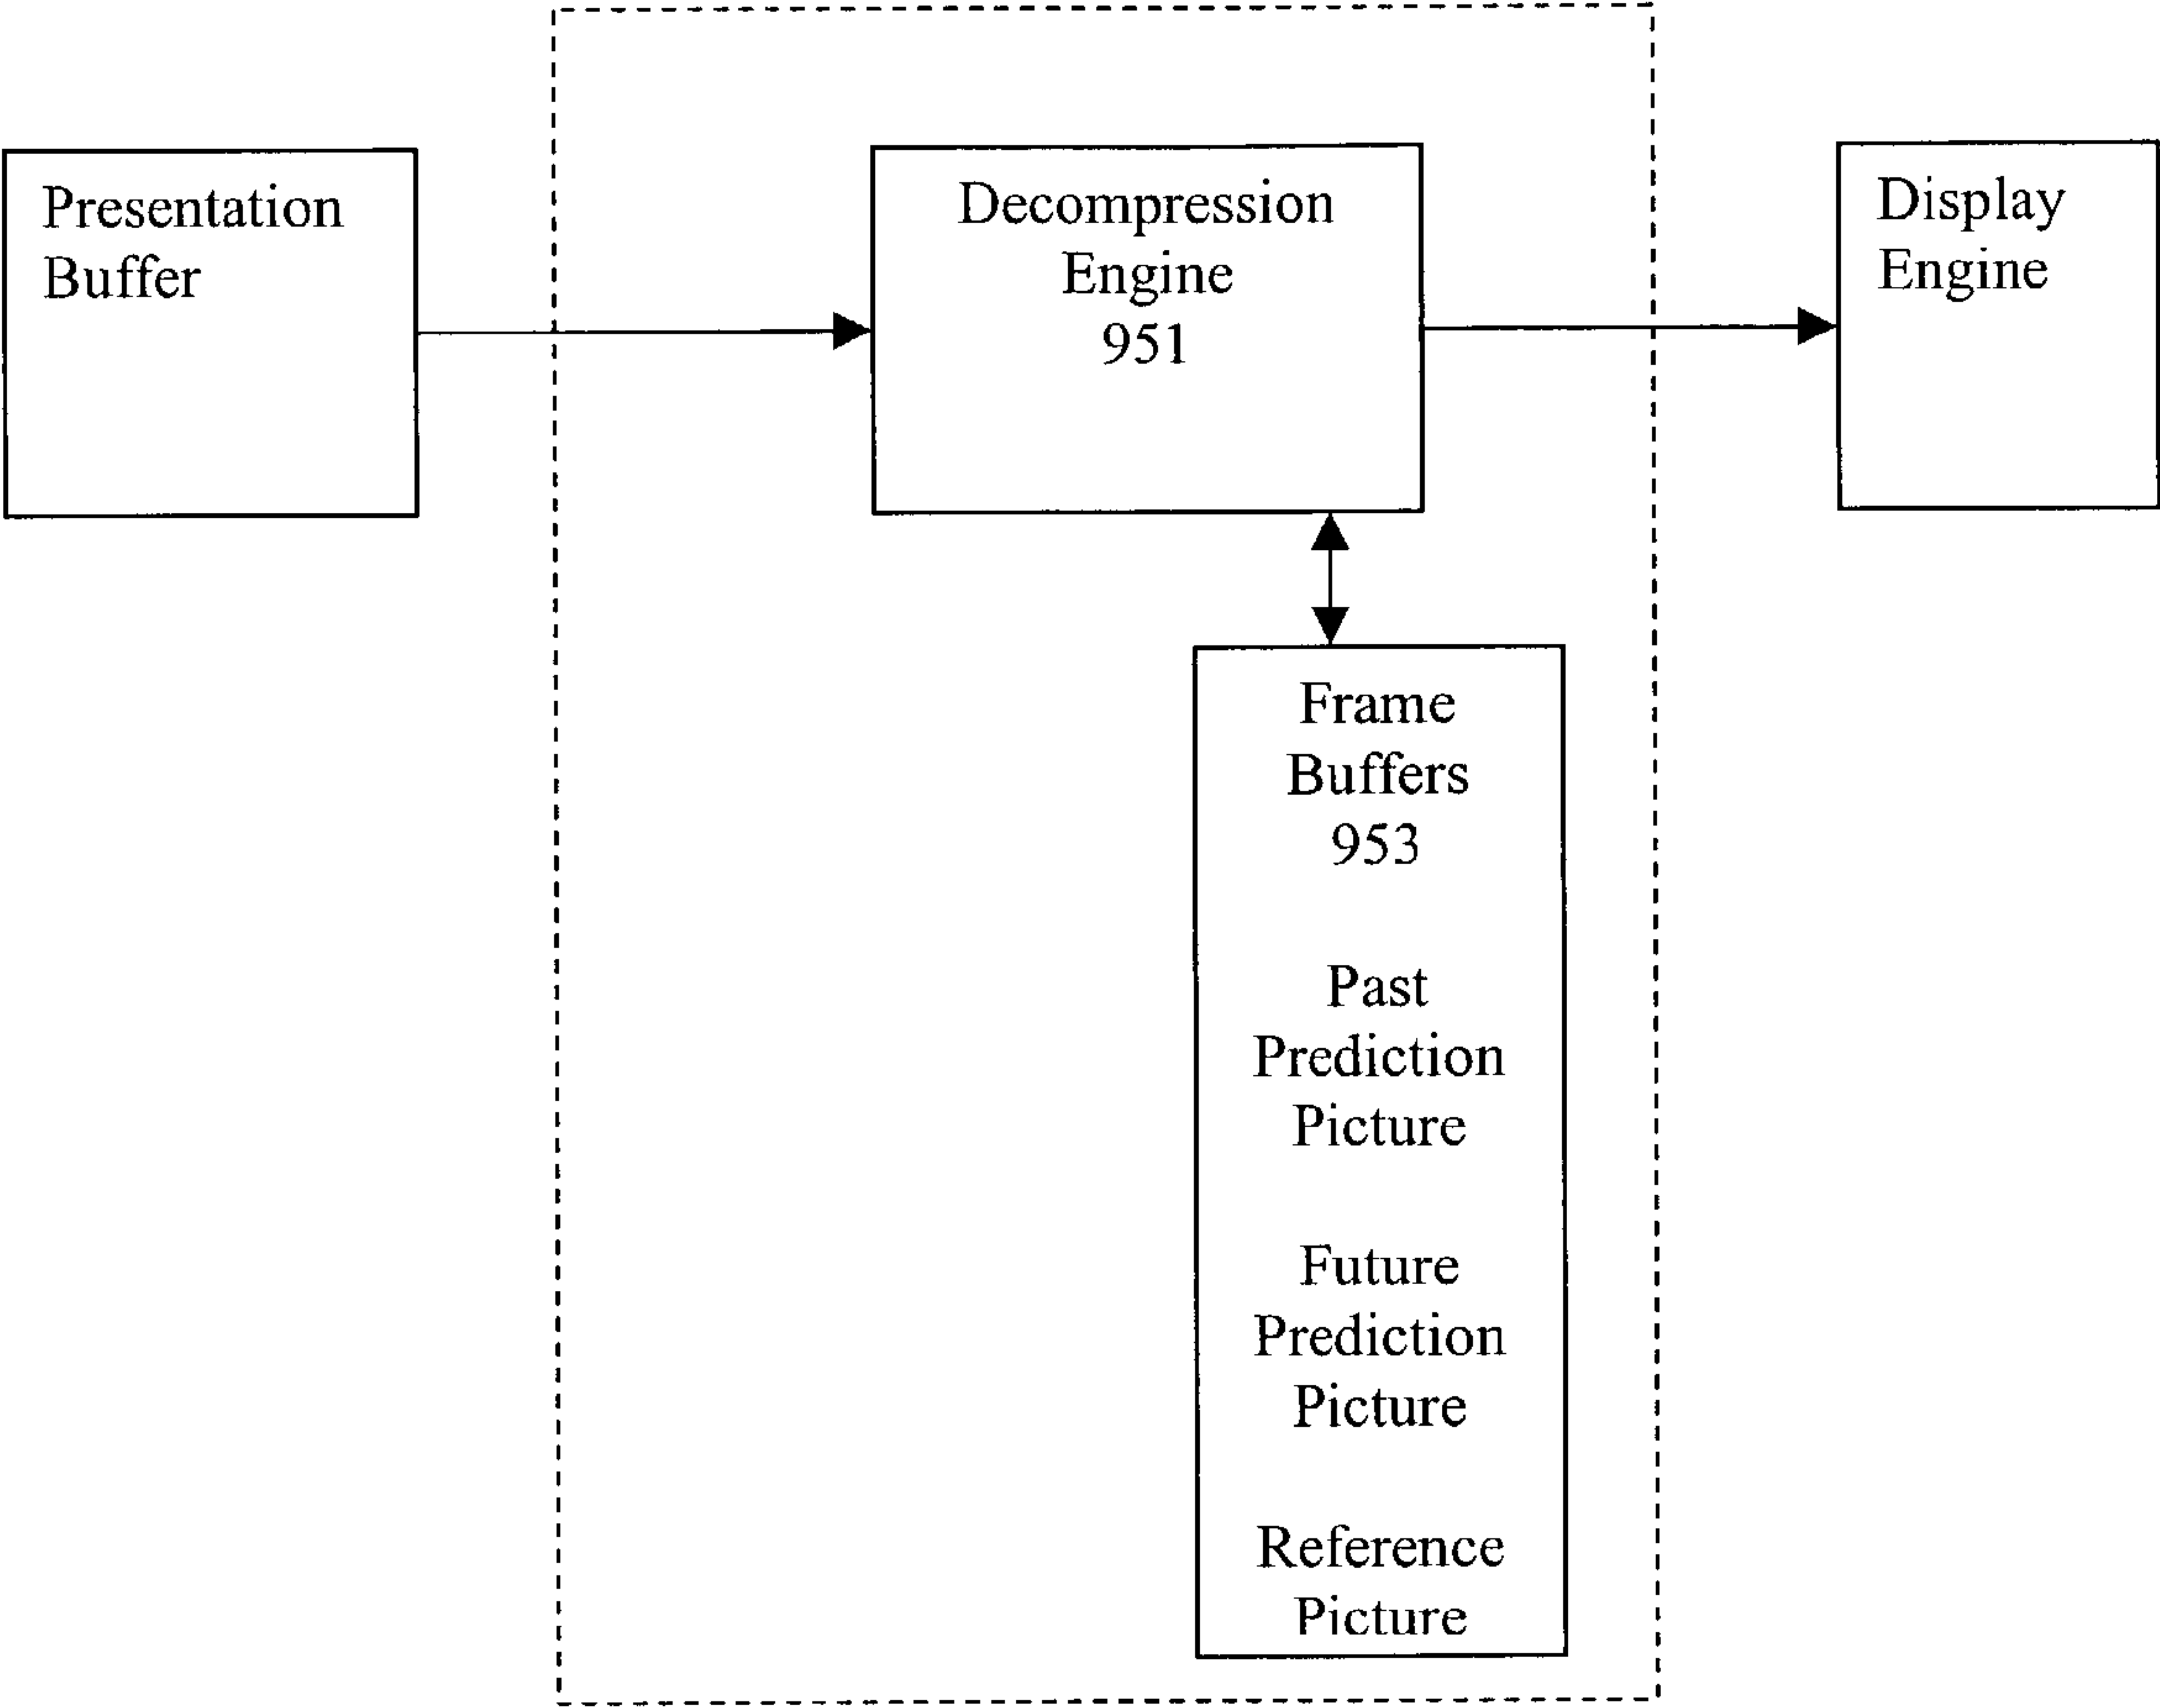 Presentation
Buffer
Decompression
Engine
951
Display
Engine
Frame
Buffers
953
Past
Prediction
Picture
Future
Prediction
Picture
Reference
Picture